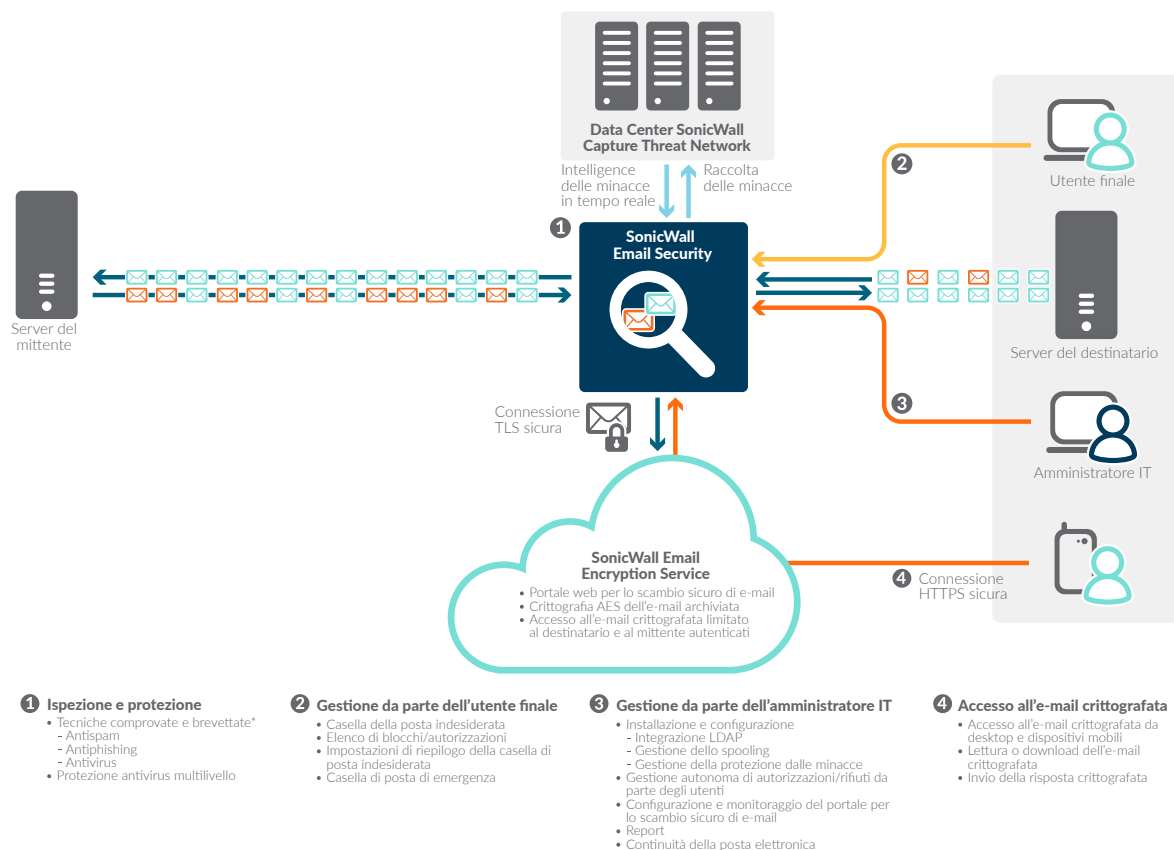 Data Center SonicWall
Capture Threat Network
Intelligence
delle minacce
in tempo reale
Raccolta
delle minacce
1
SonicWall
Email Security
Server del
mittente
2
Utente finale
Server del destinatario
3
Amministratore IT
Connessione
TLS sicura
SonicWall Email
Encryption Service
• Portale web per lo scambio sicuro di e-mail
• Crittografia AES dell'e-mail archiviata
• Accesso all'e-mail crittografata limitato
al destinatario e al mittente autenticati
4 Connessione
HTTPS sicura
1 Ispezione e protezione
• Tecniche comprovate e brevettate*
- Antispam
- Antiphishing
- Antivirus
• Protezione antivirus multilivello
2 Gestione da parte dell'utente finale
• Casella della posta indesiderata
• Elenco di blocchi/autorizzazioni
• Impostazioni di riepilogo della casella di
posta indesiderata
• Casella di posta di emergenza
3 Gestione da parte dell'amministratore IT
• Installazione e configurazione
- Integrazione LDAP
- Gestione dello spooling
- Gestione della protezione dalle minacce
• Gestione autonoma di autorizzazioni/rifiuti da
parte degli utenti
• Configurazione e monitoraggio del portale per
lo scambio sicuro di e-mail
• Report
• Continuità della posta elettronica
4 Accesso all'e-mail crittografata
• Accesso all'e-mail crittografata da
desktop e dispositivi mobili
• Lettura o download dell'e-mail
crittografata
• Invio della risposta crittografata